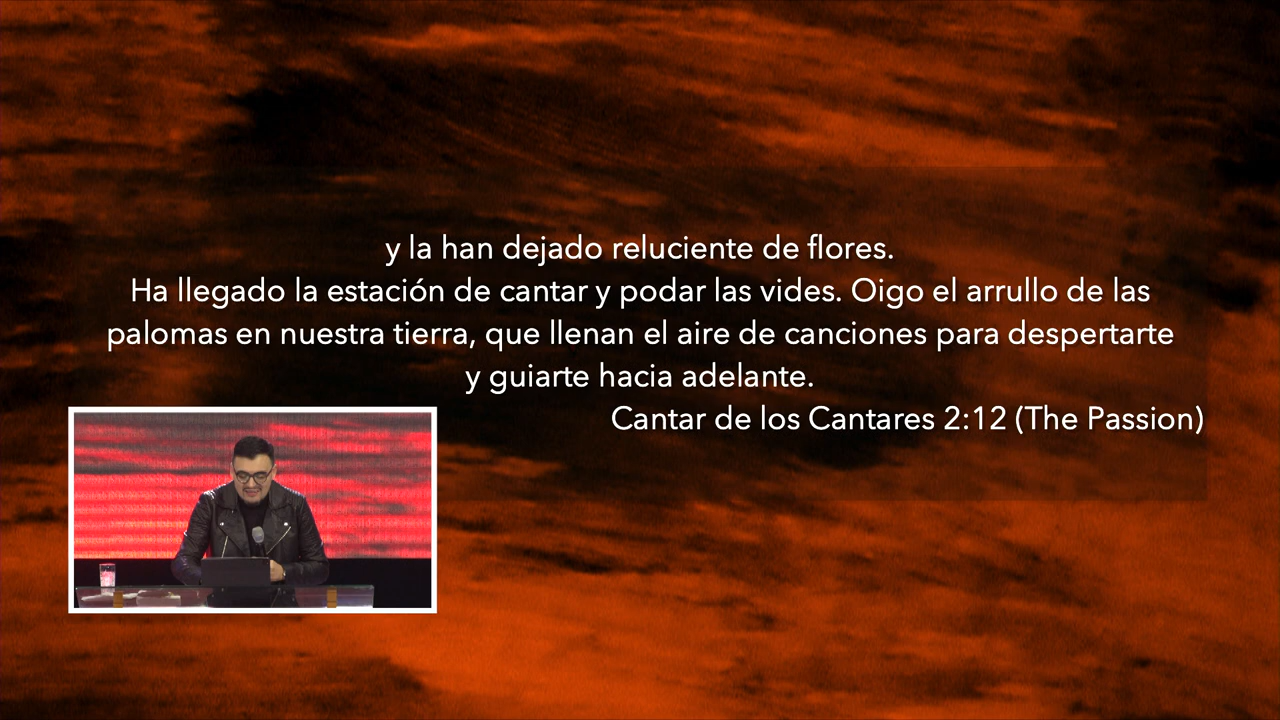 y la han dejado reluciente de flores.
Ha llegado la estación de cantar y podar las vides. Oigo el arrullo de las
palomas en nuestra tierra, que llenan el aire de canciones para despertarte
y guiarte hacia adelante.
Cantar de los Cantares 2:12 (The Passion)